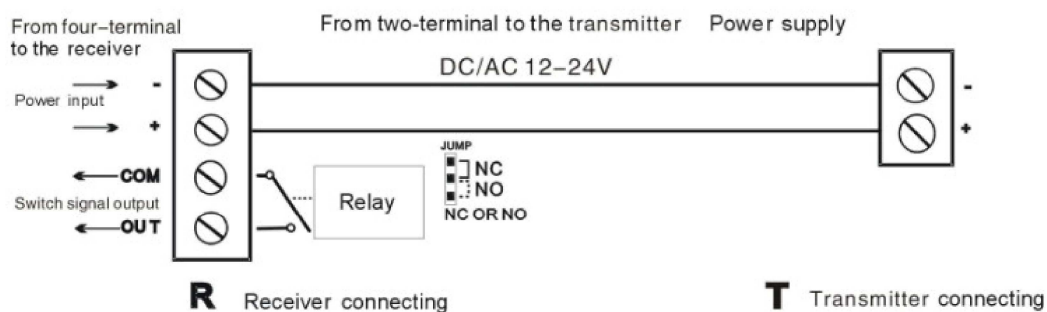 From four-terminal to the receiver
From two-terminal to the transmitter Power supply
DC/AC 12-24V
-
Power input
+
COM
Switch signal output
OUT
Relay
JUMP
NC
NO
NC OR NO
-
+
R Receiver connecting
T Transmitter connecting